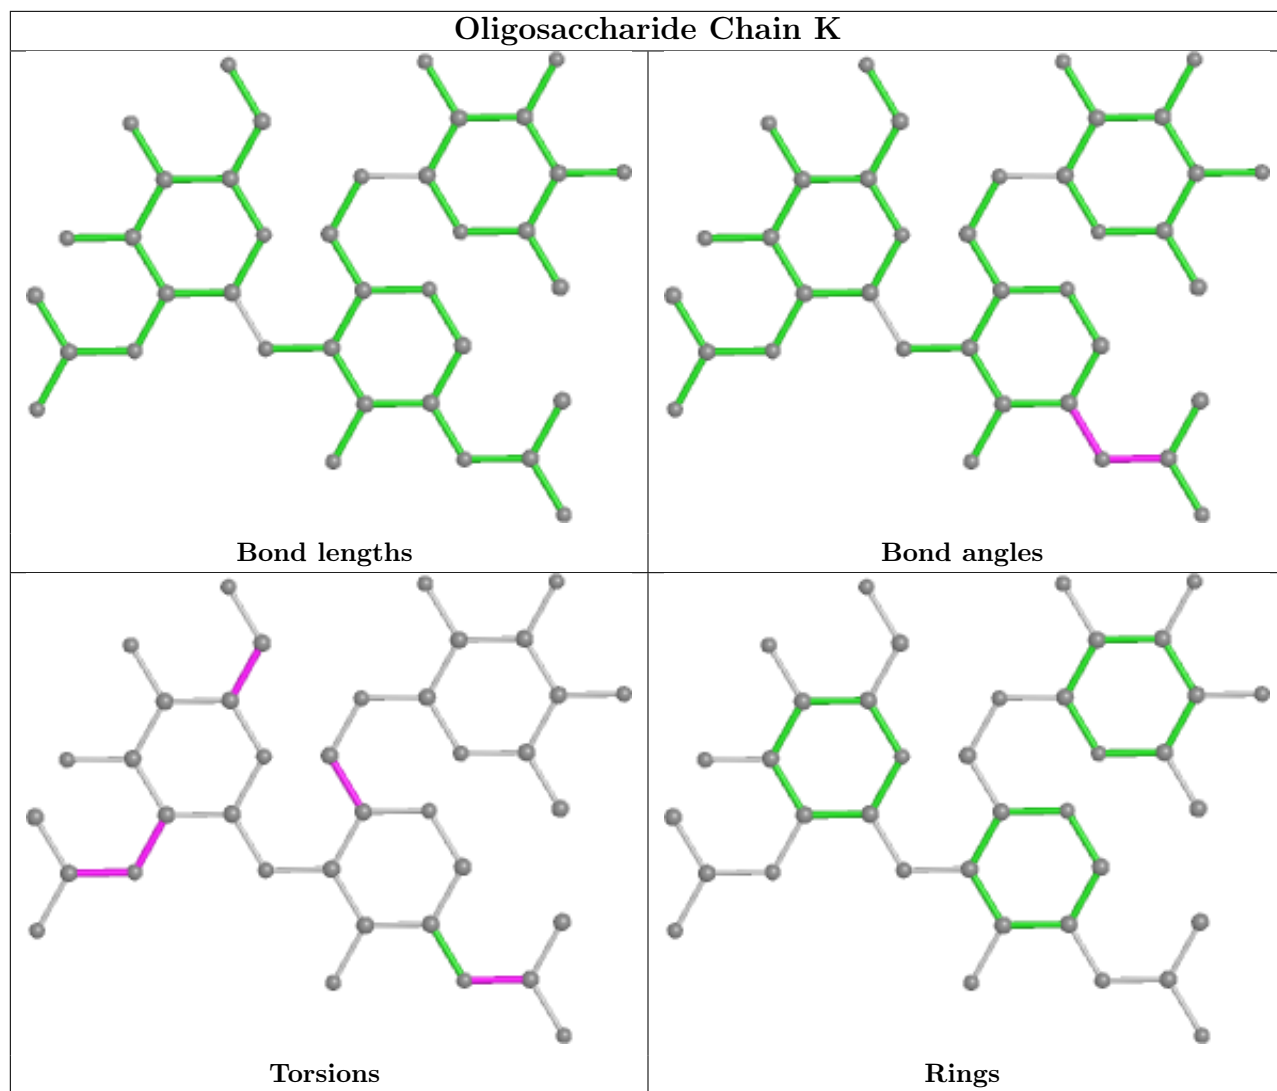 Oligosaccharide Chain K
Bond lengths
Bond angles
Torsions
Rings